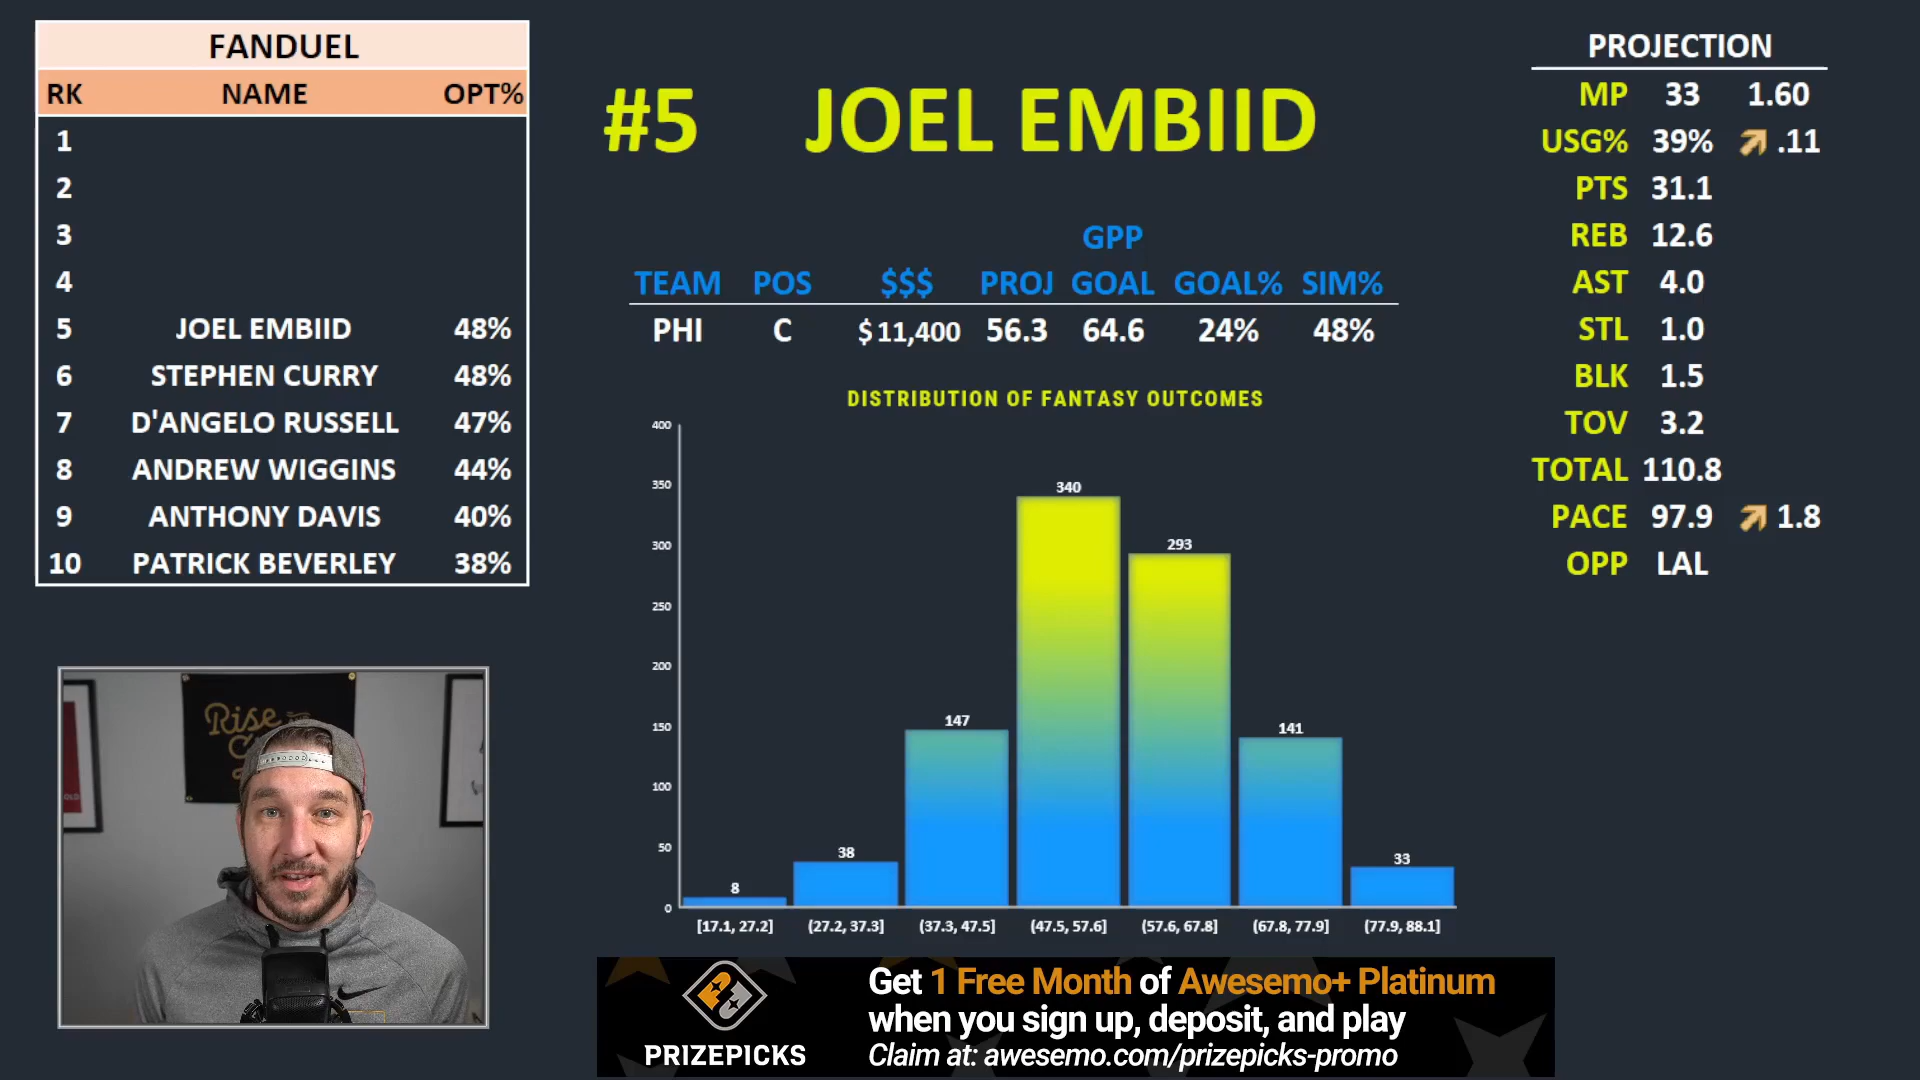 FANDUEL
RK NAME OPT%
1
2
3
4
5 JOEL EMBIID 48%
6 STEPHEN CURRY 48%
7 D'ANGELO RUSSELL 47%
8 ANDREW WIGGINS 44%
9 ANTHONY DAVIS 40%
10 PATRICK BEVERLEY 38%
#5 JOEL EMBIID
GPP
TEAM POS $$$ PROJ GOAL GOAL% SIM%
PHI C $11,400 56.3 64.6 24% 48%
DISTRIBUTION OF FANTASY OUTCOMES
400
350
300
250
200
150
100
50
0
8
38
147
340
293
141
33
[17.1, 27.2] (27.2, 37.3] (37.3, 47.5] (47.5, 57.6] (57.6, 67.8] (67.8, 77.9] (77.9, 88.1]
PROJECTION
MP 33 1.60
USG% 39% .11
PTS 31.1
REB 12.6
AST 4.0
STL 1.0
BLK 1.5
TOV 3.2
TOTAL 110.8
PACE 97.9 1.8
OPP LAL
Rise
PRIZEPICKS
Get 1 Free Month of Awesemo+ Platinum
when you sign up, deposit, and play
Claim at: awesemo.com/prizepicks-promo